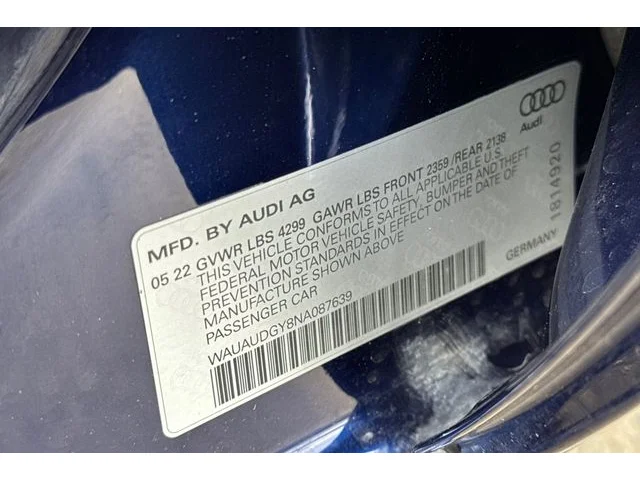 MFD. BY AUDI AG
Audi
05 22 GVWR LBS 4299 GAWR LBS FRONT 2359 / REAR 2138
THIS VEHICLE CONFORMS TO ALL APPLICABLE U.S.
FEDERAL MOTOR VEHICLE SAFETY, BUMPER AND THEFT
PREVENTION STANDARDS IN EFFECT ON THE DATE OF
MANUFACTURE SHOWN ABOVE.
PASSENGER CAR
WAUAUDGY8NA087639
GERMANY
1814920